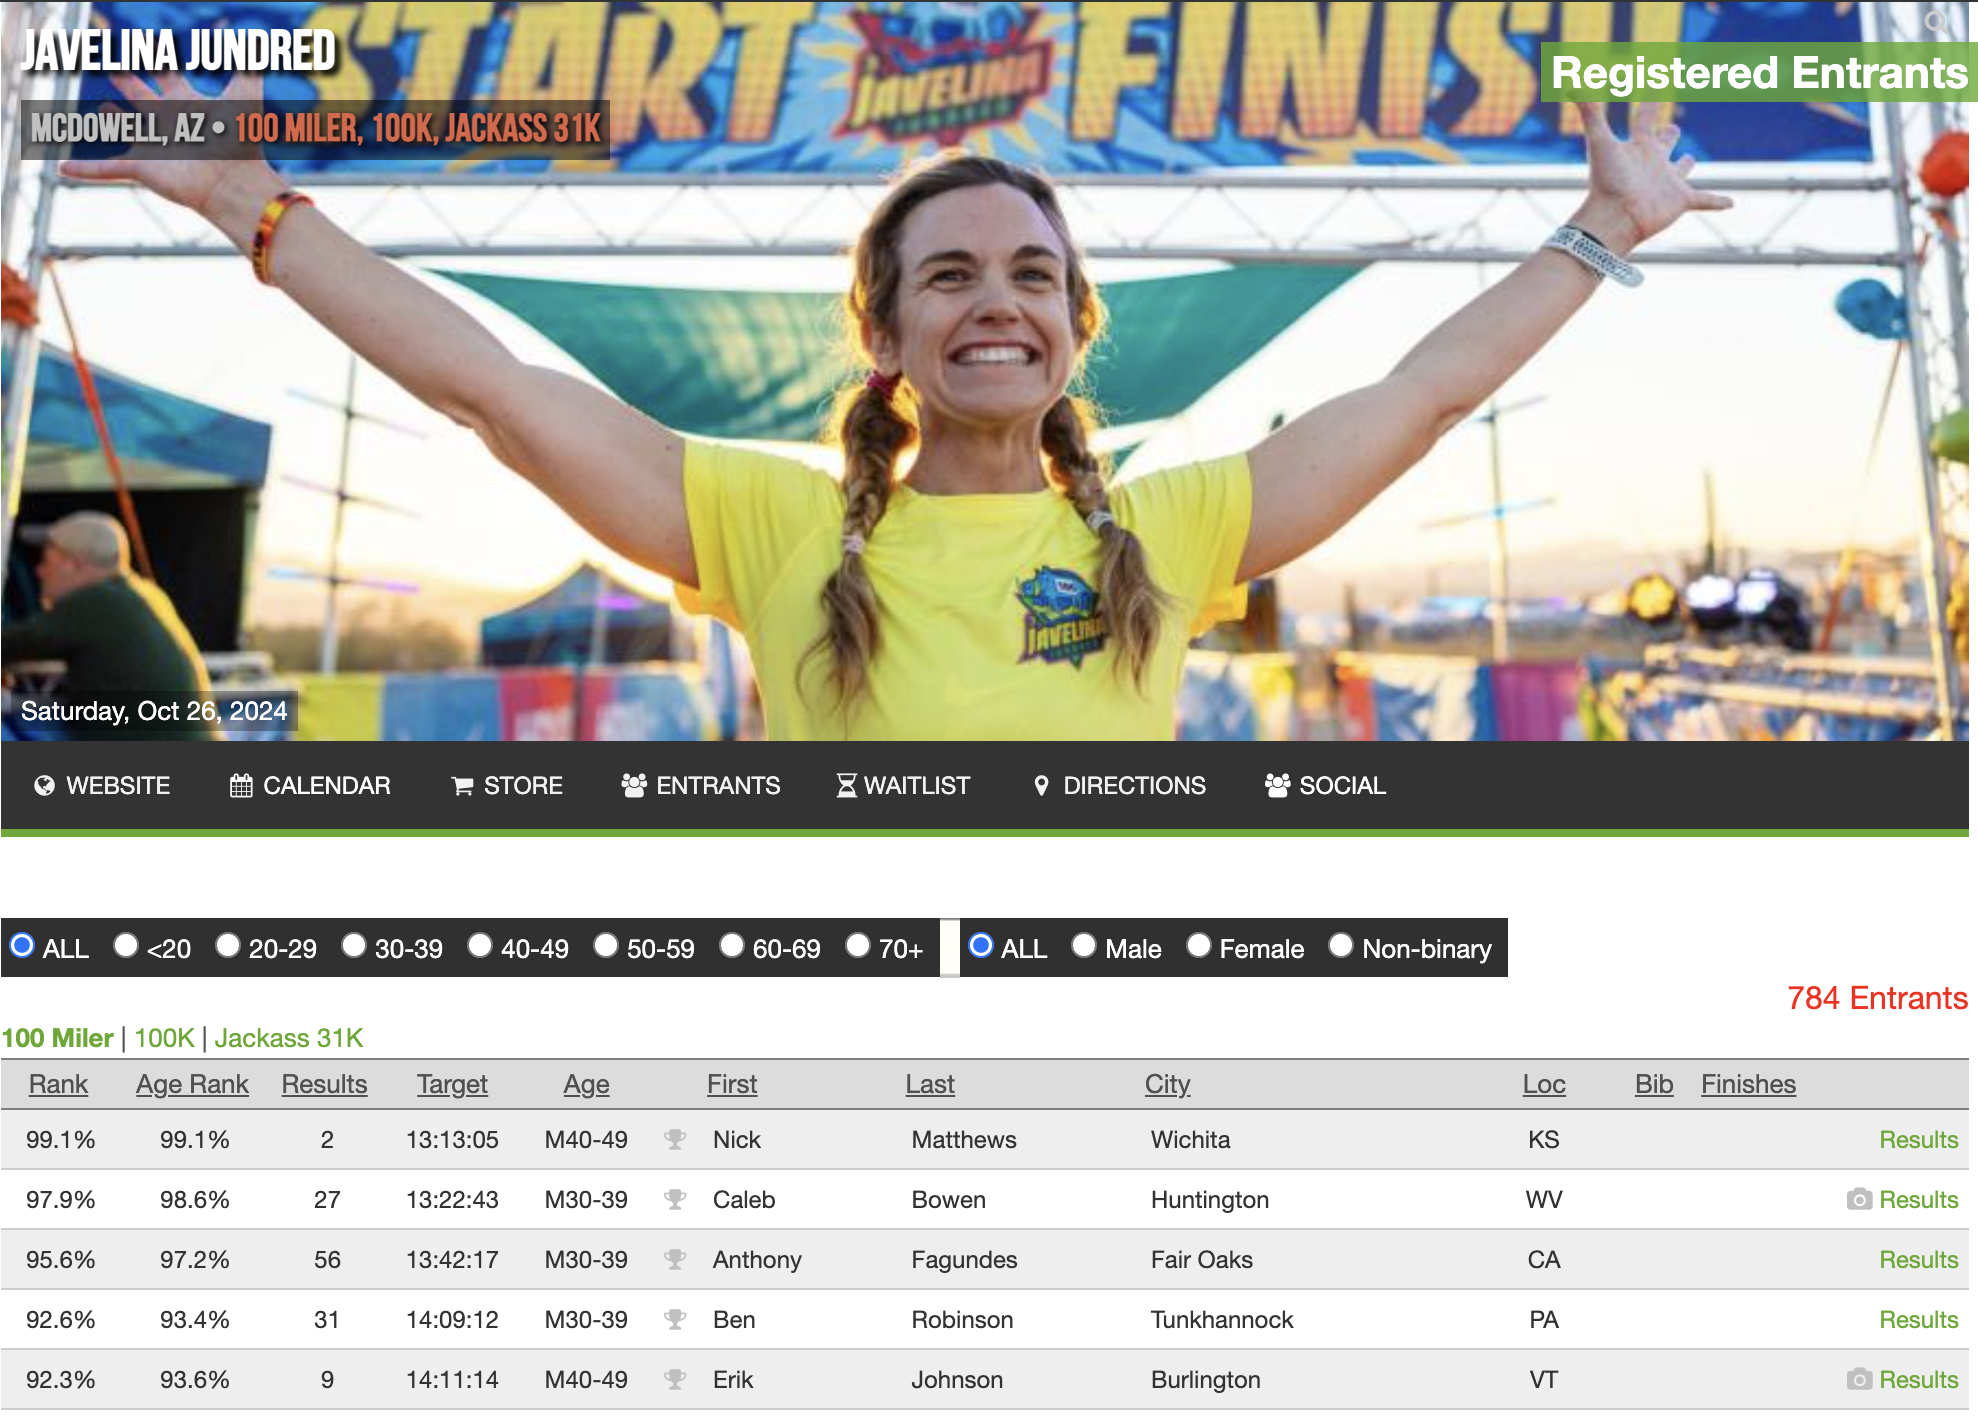 START FINISH
JAVELINA
JAVELINA JUNDRED
Registered Entrants
MCDOWELL, AZ • 100 MILER, 100K, JACKASS 31K
JAVELINA
Saturday, Oct 26, 2024
WEBSITE CALENDAR STORE ENTRANTS WAITLIST DIRECTIONS SOCIAL
ALL <20 20-29 30-39 40-49 50-59 60-69 70+ ALL Male Female Non-binary
784 Entrants
100 Miler | 100K | Jackass 31K
Rank Age Rank Results Target Age First Last City Loc Bib Finishes
99.1% 99.1% 2 13:13:05 M40-49 Nick Matthews Wichita KS Results
97.9% 98.6% 27 13:22:43 M30-39 Caleb Bowen Huntington WV Results
95.6% 97.2% 56 13:42:17 M30-39 Anthony Fagundes Fair Oaks CA Results
92.6% 93.4% 31 14:09:12 M30-39 Ben Robinson Tunkhannock PA Results
92.3% 93.6% 9 14:11:14 M40-49 Erik Johnson Burlington VT Results